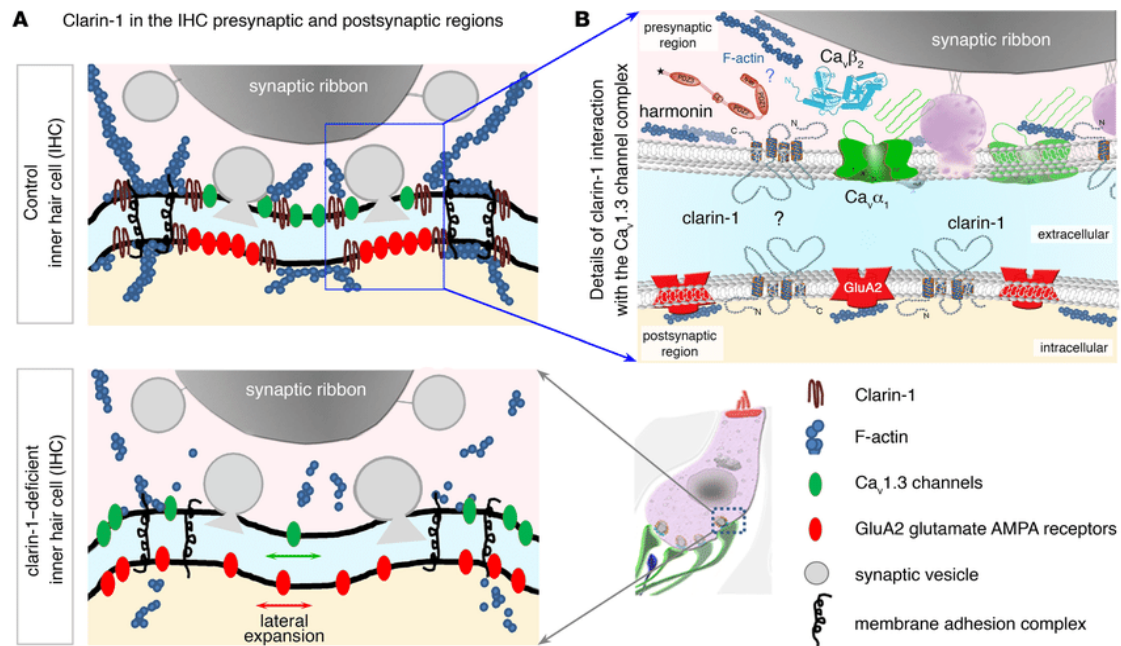 A
Clarin-1 in the IHC presynaptic and postsynaptic regions
Control
inner hair cell (IHC)
synaptic ribbon
clarin-1–deficient
inner hair cell (IHC)
synaptic ribbon
lateral
expansion
B
Details of clarin-1 interaction
with the Cav1.3 channel complex
presynaptic
region
synaptic ribbon
F-actin
Cavβ2
?
N
harmonin
C
N
N
Cavα1
clarin-1
?
clarin-1
extracellular
GluA2
N
C
N
postsynaptic
region
intracellular
Clarin-1
F-actin
Cav1.3 channels
GluA2 glutamate AMPA receptors
synaptic vesicle
membrane adhesion complex